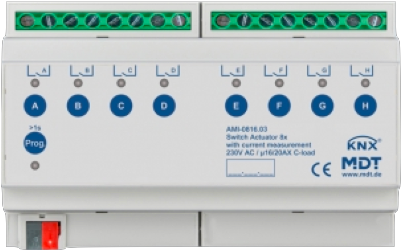 A B C D E F G H
A B C D E F G H
>1s
Prog.
AMI-0816.03
Switch Actuator 8x
with current measurement
230V AC / µ16/20AX C-load
KNX®
CE MDT
www.mdt.de